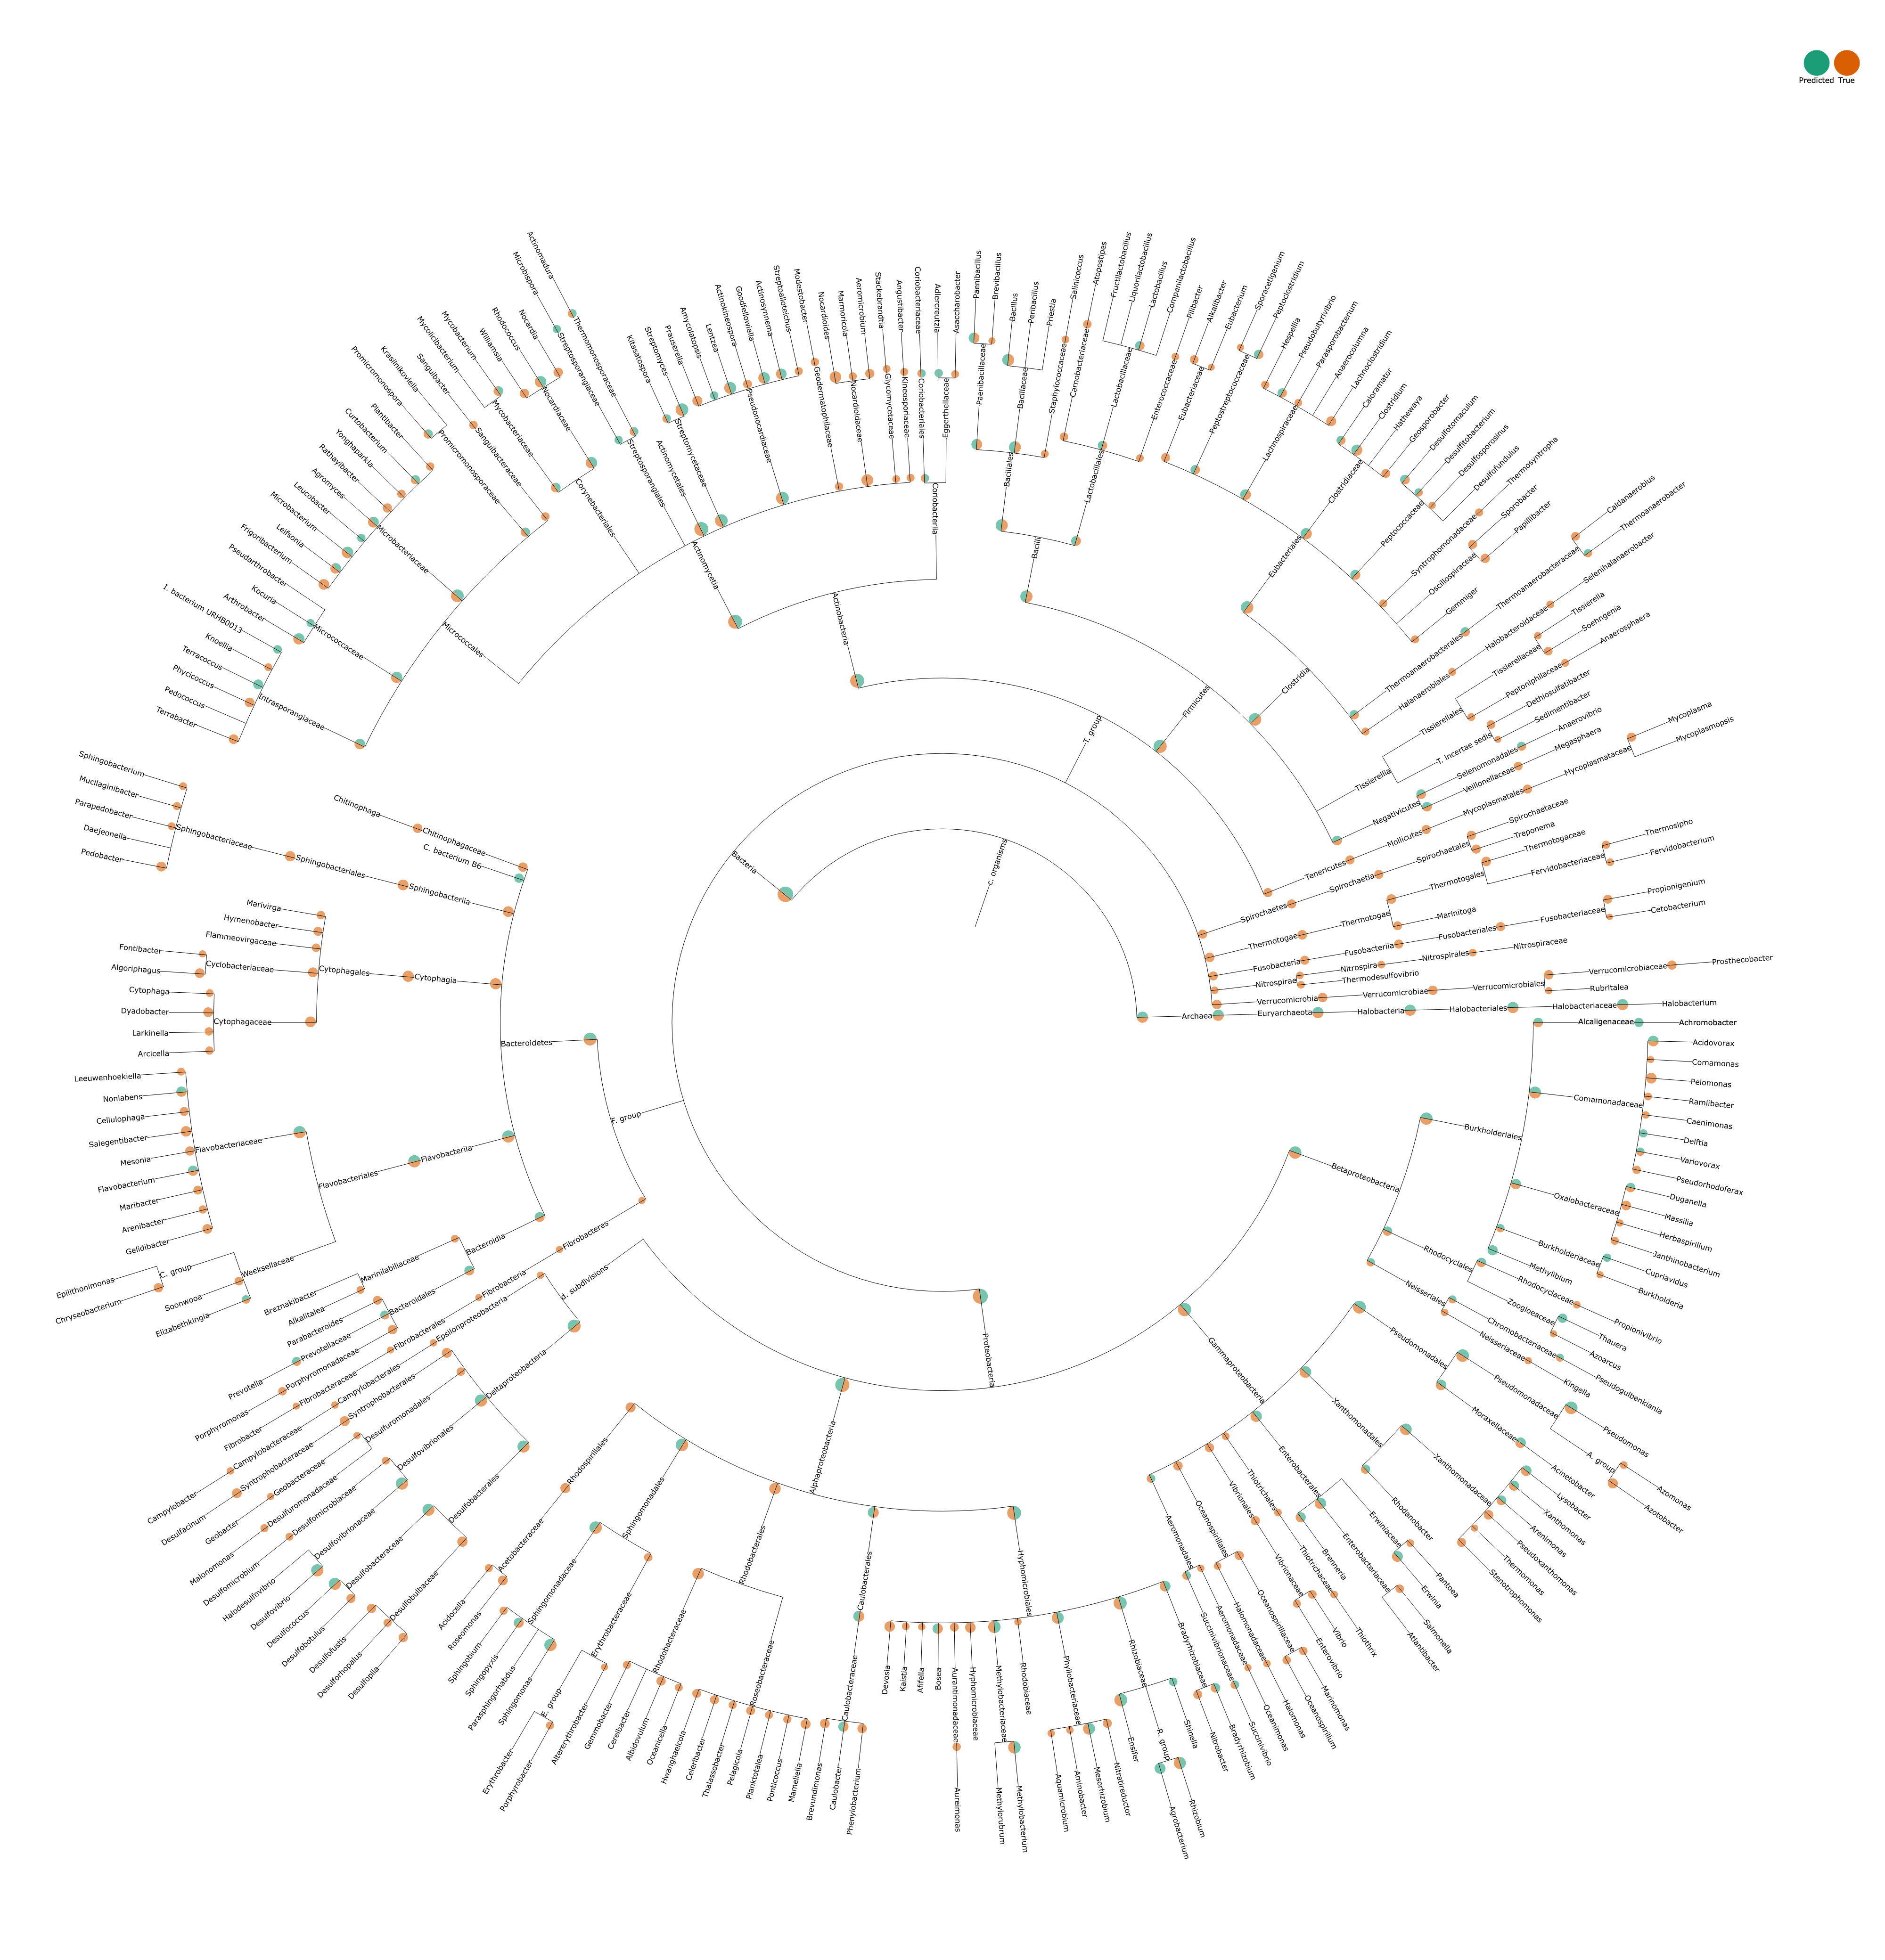 Predicted True
c. organisms
Bacteria
T. group
Actinobacteria
Actinomycetia
Micrococcales
Intrasporangiaceae
Terrabacter
Pedococcus
Phycicoccus
Terracoccus
Knoellia
I. bacterium URHB0013
Micrococcaceae
Arthrobacter
Kocuria
Pseudarthrobacter
Microbacteriaceae
Frigoribacterium
Leifsonia
Microbacterium
Leucobacter
Agromyces
Rathayibacter
Yonghaparkia
Curtobacterium
Plantibacter
Promicromonosporaceae
Promicromonospora
Krasilnikoviella
Sanguibacteraceae
Sanguibacter
Corynebacteriales
Mycobacteriaceae
Mycolicibacterium
Mycobacterium
Nocardiaceae
Williamsia
Rhodococcus
Nocardia
Streptosporangiales
Streptosporangiaceae
Microbispora
Thermomonosporaceae
Actinomadura
Actinomycetales
Streptomycetaceae
Kitasatospora
Streptomyces
Pseudonocardiaceae
Prauserella
Amycolatopsis
Lentzea
Actinokineospora
Goodfellowiella
Actinosynnema
Streptoalloteichus
Geodermatophilaceae
Modestobacter
Nocardioidaceae
Nocardioides
Marmoricola
Aeromicrobium
Glycomycetaceae
Stackebrandtia
Kineosporiaceae
Angustibacter
Coriobacteriia
Coriobacteriales
Coriobacteriaceae
Eggerthellaceae
Adlercreutzia
Asaccharobacter
Firmicutes
Bacilli
Bacillales
Paenibacillaceae
Paenibacillus
Brevibacillus
Bacillaceae
Bacillus
Peribacillus
Priestia
Staphylococcaceae
Salinicoccus
Lactobacillales
Carnobacteriaceae
Atopostipes
Lactobacillaceae
Fructilactobacillus
Liquorilactobacillus
Lactobacillus
Companilactobacillus
Enterococcaceae
Pilibacter
Clostridia
Eubacteriales
Eubacteriaceae
Alkalibacter
Eubacterium
Peptostreptococcaceae
Sporacetigenium
Peptoclostridium
Lachnospiraceae
Hespellia
Pseudobutyrivibrio
Parasporobacterium
Anaerocolumna
Lachnoclostridium
Clostridiaceae
Caloramator
Clostridium
Hathewaya
Geosporobacter
Peptococcaceae
Desulfotomaculum
Desulfitobacterium
Desulfosporosinus
Desulfofundulus
Syntrophomonadaceae
Thermosyntropha
Oscillospiraceae
Sporobacter
Papillibacter
Gemmiger
Thermoanaerobacterales
Thermoanaerobacteraceae
Caldanaerobius
Thermoanaerobacter
Halanaerobiales
Halobacteroidaceae
Selenihalanaerobacter
Tissierellia
Tissierellales
Tissierellaceae
Tissierella
Soehngenia
Peptoniphilaceae
Anaerosphaera
T. incertae sedis
Dethiosulfatibacter
Sedimentibacter
Negativicutes
Selenomonadales
Anaerovibrio
Veillonellaceae
Megasphaera
Tenericutes
Mollicutes
Mycoplasmatales
Mycoplasmataceae
Mycoplasma
Mycoplasmopsis
Spirochaetes
Spirochaetia
Spirochaetales
Spirochaetaceae
Treponema
Thermotogae
Thermotogae
Thermotogales
Thermotogaceae
Fervidobacteriaceae
Thermosipho
Fervidobacterium
Marinitoga
Fusobacteria
Fusobacteriia
Fusobacteriales
Fusobacteriaceae
Propionigenium
Cetobacterium
Nitrospirae
Nitrospira
Nitrospirales
Nitrospiraceae
Thermodesulfovibrio
Verrucomicrobia
Verrucomicrobiae
Verrucomicrobiales
Verrucomicrobiaceae
Prosthecobacter
Rubritalea
Archaea
Euryarchaeota
Halobacteria
Halobacteriales
Halobacteriaceae
Halobacterium
F. group
Bacteroidetes
Chitinophagaceae
Chitinophaga
C. bacterium B6
Sphingobacteriia
Sphingobacteriales
Sphingobacteriaceae
Sphingobacterium
Mucilaginibacter
Parapedobacter
Daejeonella
Pedobacter
Cytophagia
Cytophagales
Marivirga
Hymenobacter
Flammeovirgaceae
Cyclobacteriaceae
Fontibacter
Algoriphagus
Cytophagaceae
Cytophaga
Dyadobacter
Larkinella
Arcicella
Flavobacteriia
Flavobacteriales
Flavobacteriaceae
Leeuwenhoekiella
Nonlabens
Cellulophaga
Salegentibacter
Mesonia
Flavobacterium
Maribacter
Arenibacter
Gelidibacter
Weeksellaceae
C. group
Epilithonimonas
Chryseobacterium
Soonwooa
Elizabethkingia
Bacteroidia
Marinilabiliaceae
Breznakibacter
Alkalitalea
Bacteroidales
Parabacteroides
Prevotellaceae
Prevotella
Porphyromonadaceae
Porphyromonas
Fibrobacteres
Fibrobacteria
Fibrobacterales
Fibrobacteraceae
Fibrobacter
Proteobacteria
d. subdivisions
Epsilonproteobacteria
Campylobacterales
Campylobacteraceae
Campylobacter
Deltaproteobacteria
Syntrophobacterales
Syntrophobacteraceae
Desulfacinum
Desulfuromonadales
Geobacteraceae
Geobacter
Desulfuromonadaceae
Malonomonas
Desulfovibrionales
Desulfomicrobiaceae
Desulfomicrobium
Desulfovibrionaceae
Halodesulfovibrio
Desulfovibrio
Desulfobacterales
Desulfobacteraceae
Desulfococcus
Desulfobotulus
Desulfobulbaceae
Desulfustis
Desulforhopalus
Desulfopila
Alphaproteobacteria
Rhodospirillales
Acetobacteraceae
Acidocella
Roseomonas
Sphingomonadales
Sphingomonadaceae
Sphingobium
Sphingopyxis
Parasphingorhabdus
Sphingomonas
Erythrobacteraceae
E. group
Erythrobacter
Porphyrobacter
Altererythrobacter
Rhodobacterales
Rhodobacteraceae
Gemmobacter
Cereibacter
Albidovulum
Oceanicella
Roseobacteraceae
Hwanghaeicola
Celeribacter
Thalassobacter
Pelagicola
Planktotalea
Ponticoccus
Mameliella
Caulobacterales
Caulobacteraceae
Brevundimonas
Caulobacter
Phenylobacterium
Hyphomicrobiales
Devosia
Kaistia
Afifella
Bosea
Aurantimonadaceae
Aureimonas
Hyphomicrobiaceae
Methylobacteriaceae
Methylorubrum
Methylobacterium
Rhodobiaceae
Phyllobacteriaceae
Aquamicrobium
Aminobacter
Mesorhizobium
Nitratireductor
Rhizobiaceae
Ensifer
R. group
Agrobacterium
Rhizobium
Shinella
Bradyrhizobiaceae
Nitrobacter
Bradyrhizobium
Gammaproteobacteria
Aeromonadales
Succinivibrionaceae
Succinivibrio
Aeromonadaceae
Oceanimonas
Oceanospirillales
Halomonadaceae
Halomonas
Oceanospirillaceae
Oceanospirillum
Marinomonas
Vibrionales
Vibrionaceae
Enterovibrio
Vibrio
Thiotrichales
Thiotrichaceae
Thiothrix
Enterobacterales
Brenneria
Enterobacteriaceae
Atlantibacter
Salmonella
Erwiniaceae
Erwinia
Pantoea
Xanthomonadales
Rhodanobacter
Xanthomonadaceae
Stenotrophomonas
Thermomonas
Pseudoxanthomonas
Arenimonas
Xanthomonas
Lysobacter
Pseudomonadales
Moraxellaceae
Acinetobacter
Pseudomonadaceae
A. group
Azotobacter
Azomonas
Pseudomonas
Betaproteobacteria
Neisseriales
Neisseriaceae
Kingella
Chromobacteriaceae
Pseudogulbenkiania
Rhodocyclales
Zoogloeaceae
Azoarcus
Thauera
Rhodocyclaceae
Propionivibrio
Burkholderiales
Methylibium
Burkholderiaceae
Burkholderia
Cupriavidus
Oxalobacteraceae
Janthinobacterium
Herbaspirillum
Massilia
Duganella
Comamonadaceae
Pseudorhodoferax
Variovorax
Delftia
Caenimonas
Ramlibacter
Pelomonas
Comamonas
Acidovorax
Alcaligenaceae
Achromobacter